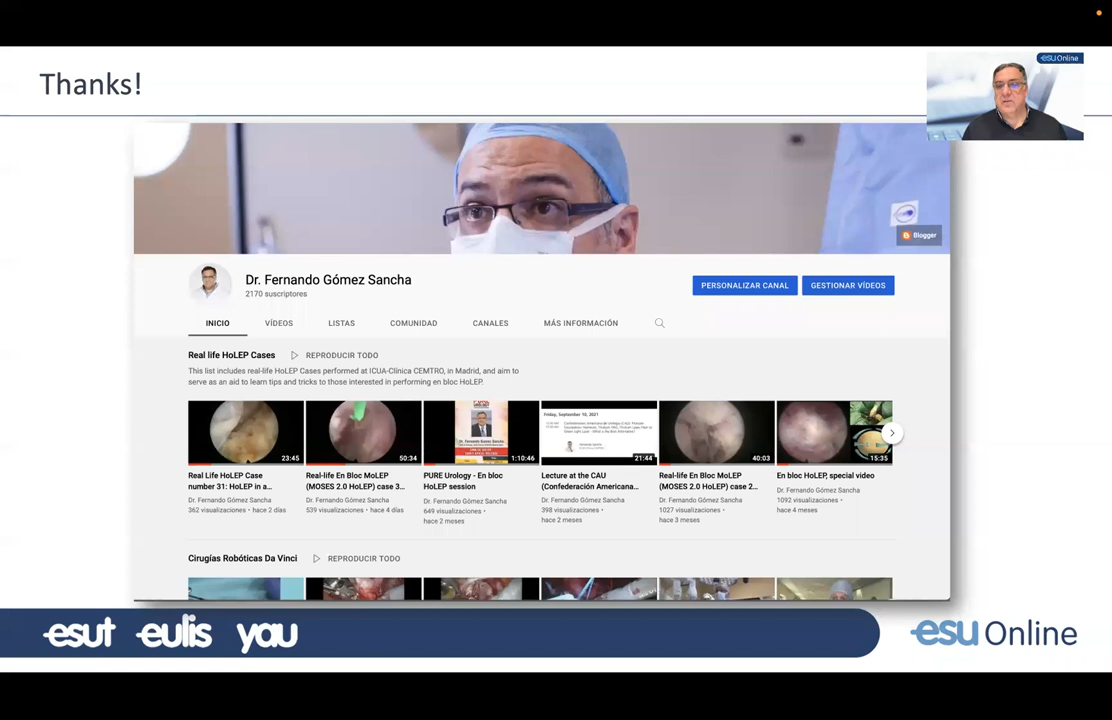 esu Online
Thanks!
Blogger
Dr. Fernando Gómez Sancha
2170 suscriptores
PERSONALIZAR CANAL
GESTIONAR VÍDEOS
INICIO
VÍDEOS
LISTAS
COMUNIDAD
CANALES
MÁS INFORMACIÓN
Real life HoLEP Cases
REPRODUCIR TODO
This list includes real-life HoLEP Cases performed at ICUA-Clínica CEMTRO, in Madrid, and aim to
serve as an aid to learn tips and tricks to those interested in performing en bloc HoLEP.
23:45
Real Life HoLEP Case
number 31: HoLEP in a...
Dr. Fernando Gómez Sancha
362 visualizaciones • hace 2 días
50:34
Real-life En Bloc MoLEP
(MOSES 2.0 HoLEP) case 3...
Dr. Fernando Gómez Sancha
539 visualizaciones • hace 4 días
PURE
1:10:46
PURE Urology - En bloc
HoLEP session
Dr. Fernando Gómez Sancha
649 visualizaciones •
hace 2 meses
Friday, September 10, 2021
21:44
Lecture at the CAU
(Confederación Americana...
Dr. Fernando Gómez Sancha
398 visualizaciones •
hace 2 meses
40:03
Real-life En Bloc MoLEP
(MOSES 2.0 HoLEP) case 2...
Dr. Fernando Gómez Sancha
1027 visualizaciones •
hace 3 meses
15:35
En bloc HoLEP, special video
Dr. Fernando Gómez Sancha
1092 visualizaciones •
hace 4 meses
Cirugías Robóticas Da Vinci
REPRODUCIR TODO
esut eulis yau
esu Online